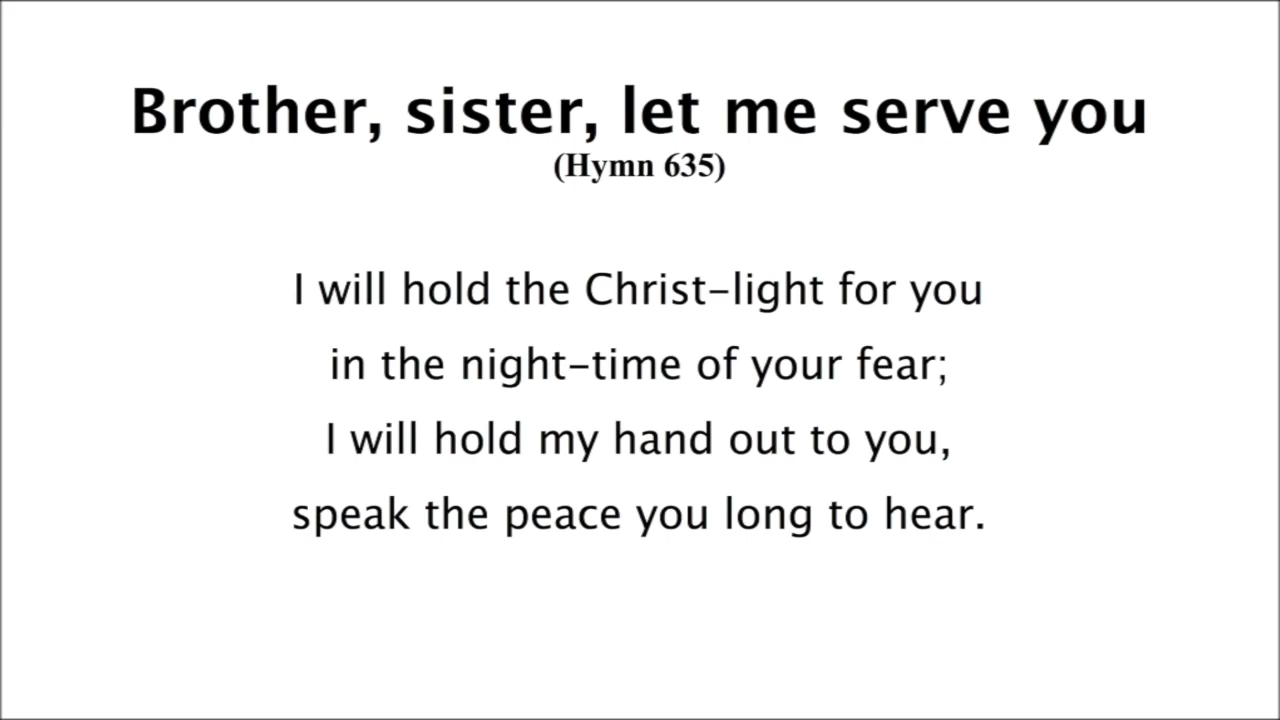 Brother, sister, let me serve you
(Hymn 635)
I will hold the Christ-light for you
in the night-time of your fear;
I will hold my hand out to you,
speak the peace you long to hear.